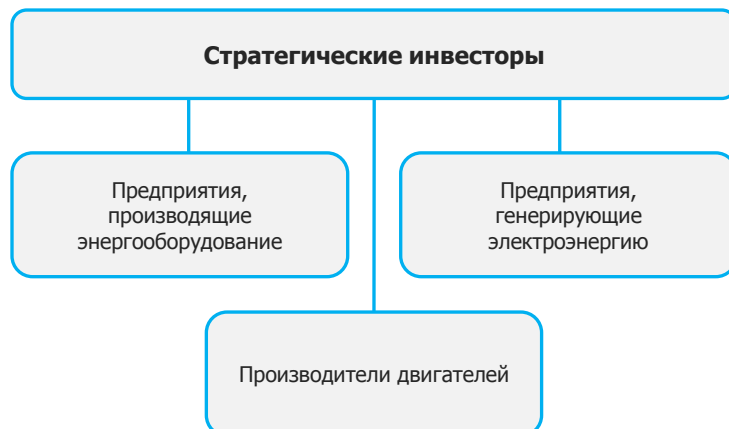 Стратегические инвесторы
Предприятия,
производящие
энергооборудование
Предприятия,
генерирующие
электроэнергию
Производители двигателей